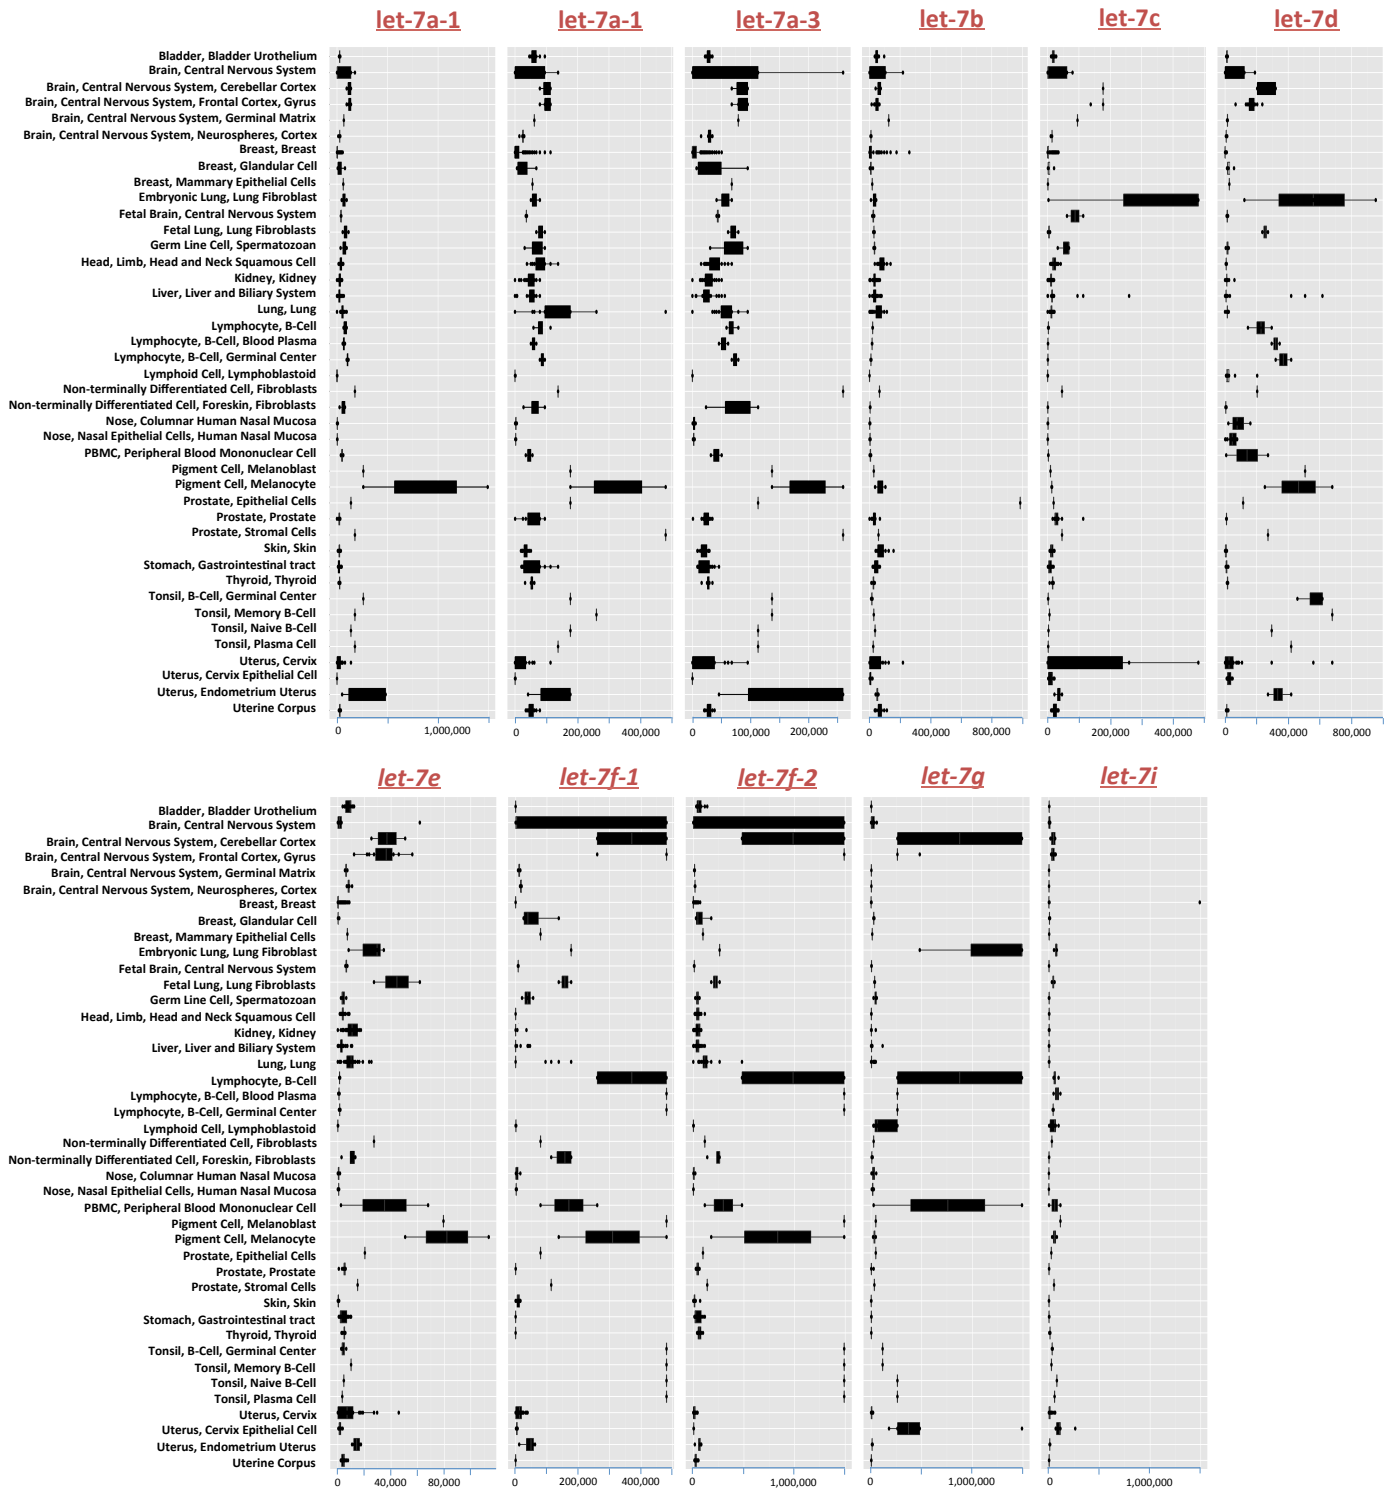 let-7a-1 let-7a-1 let-7a-3 let-7b let-7c let-7d
Bladder, Bladder Urothelium
Brain, Central Nervous System
Brain, Central Nervous System, Cerebellar Cortex
Brain, Central Nervous System, Frontal Cortex, Gyrus
Brain, Central Nervous System, Germinal Matrix
Brain, Central Nervous System, Neurospheres, Cortex
Breast, Breast
Breast, Glandular Cell
Breast, Mammary Epithelial Cells
Embryonic Lung, Lung Fibroblast
Fetal Brain, Central Nervous System
Fetal Lung, Lung Fibroblasts
Germ Line Cell, Spermatozoan
Head, Limb, Head and Neck Squamous Cell
Kidney, Kidney
Liver, Liver and Biliary System
Lung, Lung
Lymphocyte, B-Cell
Lymphocyte, B-Cell, Blood Plasma
Lymphocyte, B-Cell, Germinal Center
Lymphoid Cell, Lymphoblastoid
Non-terminally Differentiated Cell, Fibroblasts
Non-terminally Differentiated Cell, Foreskin, Fibroblasts
Nose, Columnar Human Nasal Mucosa
Nose, Nasal Epithelial Cells, Human Nasal Mucosa
PBMC, Peripheral Blood Mononuclear Cell
Pigment Cell, Melanoblast
Pigment Cell, Melanocyte
Prostate, Epithelial Cells
Prostate, Prostate
Prostate, Stromal Cells
Skin, Skin
Stomach, Gastrointestinal tract
Thyroid, Thyroid
Tonsil, B-Cell, Germinal Center
Tonsil, Memory B-Cell
Tonsil, Naive B-Cell
Tonsil, Plasma Cell
Uterus, Cervix
Uterus, Cervix Epithelial Cell
Uterus, Endometrium Uterus
Uterine Corpus
0 1,000,000 0 200,000 400,000 0 100,000 200,000 0 400,000 800,000 0 200,000 400,000 0 400,000 800,000
let-7e let-7f-1 let-7f-2 let-7g let-7i
Bladder, Bladder Urothelium
Brain, Central Nervous System
Brain, Central Nervous System, Cerebellar Cortex
Brain, Central Nervous System, Frontal Cortex, Gyrus
Brain, Central Nervous System, Germinal Matrix
Brain, Central Nervous System, Neurospheres, Cortex
Breast, Breast
Breast, Glandular Cell
Breast, Mammary Epithelial Cells
Embryonic Lung, Lung Fibroblast
Fetal Brain, Central Nervous System
Fetal Lung, Lung Fibroblasts
Germ Line Cell, Spermatozoan
Head, Limb, Head and Neck Squamous Cell
Kidney, Kidney
Liver, Liver and Biliary System
Lung, Lung
Lymphocyte, B-Cell
Lymphocyte, B-Cell, Blood Plasma
Lymphocyte, B-Cell, Germinal Center
Lymphoid Cell, Lymphoblastoid
Non-terminally Differentiated Cell, Fibroblasts
Non-terminally Differentiated Cell, Foreskin, Fibroblasts
Nose, Columnar Human Nasal Mucosa
Nose, Nasal Epithelial Cells, Human Nasal Mucosa
PBMC, Peripheral Blood Mononuclear Cell
Pigment Cell, Melanoblast
Pigment Cell, Melanocyte
Prostate, Epithelial Cells
Prostate, Prostate
Prostate, Stromal Cells
Skin, Skin
Stomach, Gastrointestinal tract
Thyroid, Thyroid
Tonsil, B-Cell, Germinal Center
Tonsil, Memory B-Cell
Tonsil, Naive B-Cell
Tonsil, Plasma Cell
Uterus, Cervix
Uterus, Cervix Epithelial Cell
Uterus, Endometrium Uterus
Uterine Corpus
0 40,000 80,000 0 200,000 400,000 0 1,000,000 0 1,000,000 0 1,000,000